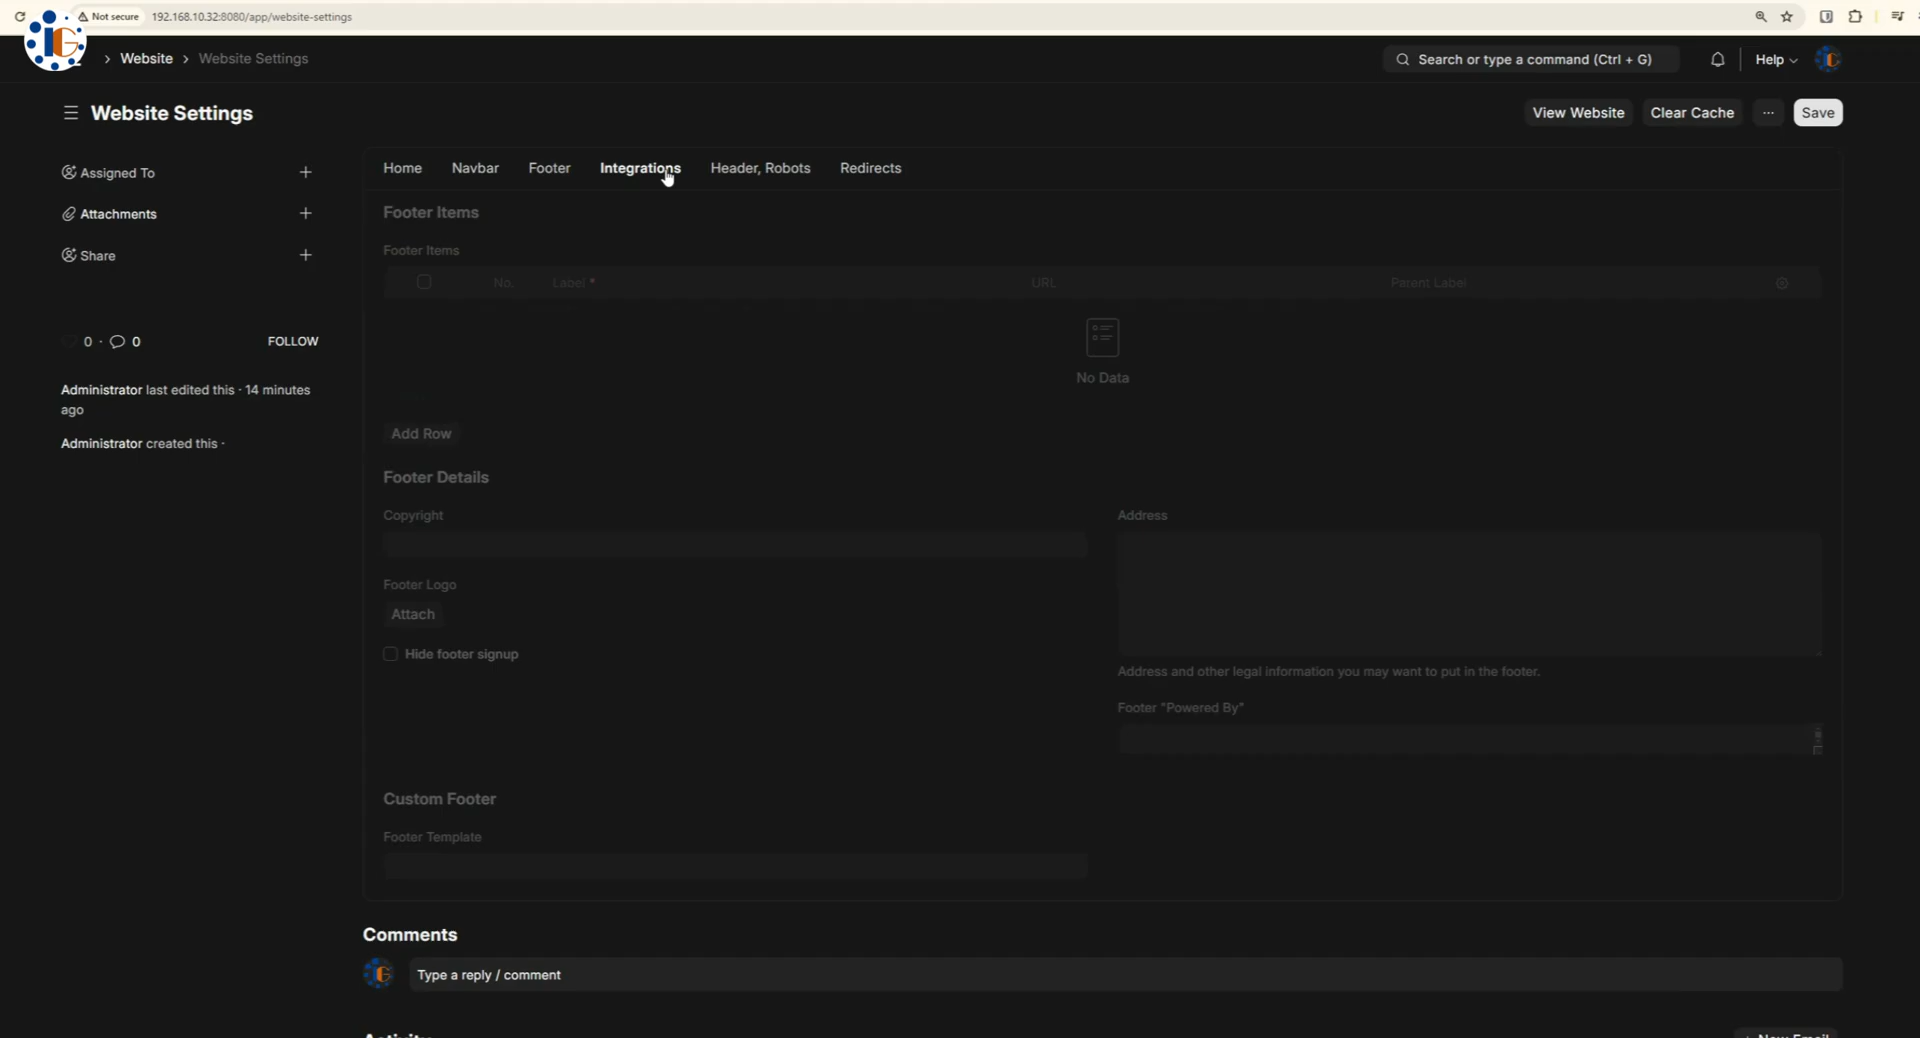 Not secure 192.168.10.32:8080/app/website-settings
IG
Website Website Settings
Search or type a command (Ctrl + G)
Help
Website Settings
View Website Clear Cache ... Save
Assigned To
Attachments
Share
0 · 0 FOLLOW
Administrator last edited this · 14 minutes
ago
Administrator created this ·
Home Navbar Footer Integrations Header, Robots Redirects
Footer Items
Footer Items
No. Label * URL Parent Label
No Data
Add Row
Footer Details
Copyright
Address
Footer Logo
Attach
Hide footer signup
Address and other legal information you may want to put in the footer.
Footer "Powered By"
Custom Footer
Footer Template
Comments
Type a reply / comment
Activity
+ New Email